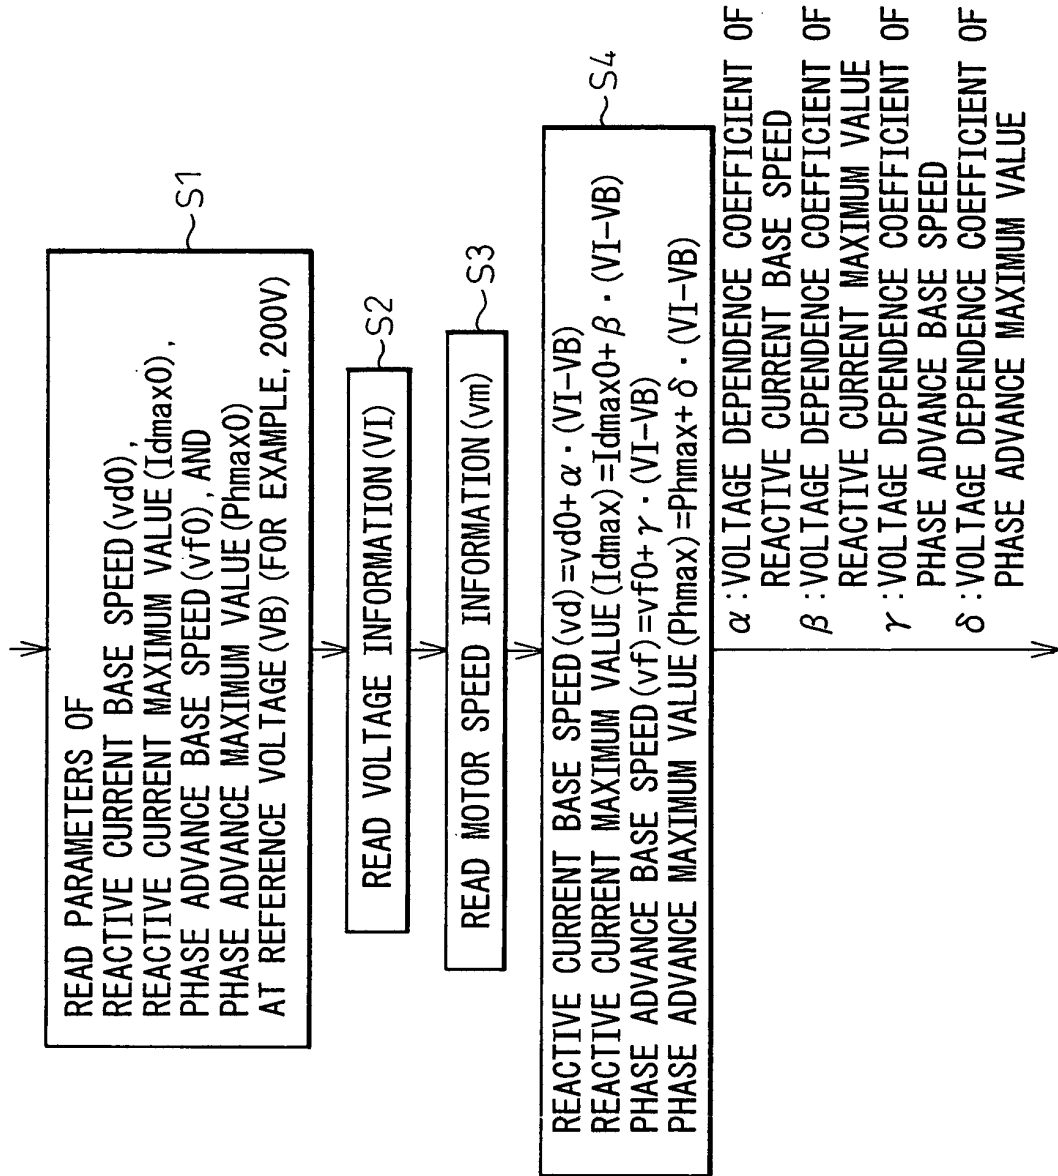 READ PARAMETERS OF
REACTIVE CURRENT BASE SPEED (vd0),
REACTIVE CURRENT MAXIMUM VALUE (Idmax0),
PHASE ADVANCE BASE SPEED (vf0), AND
PHASE ADVANCE MAXIMUM VALUE (Phmax0)
AT REFERENCE VOLTAGE (VB) (FOR EXAMPLE, 200V)
S1
READ VOLTAGE INFORMATION (VI)
S2
READ MOTOR SPEED INFORMATION (vm)
S3
REACTIVE CURRENT BASE SPEED (vd) =vd0+α·(VI-VB)
REACTIVE CURRENT MAXIMUM VALUE (Idmax) =Idmax0+β·(VI-VB)
PHASE ADVANCE BASE SPEED (vf) =vf0+γ·(VI-VB)
PHASE ADVANCE MAXIMUM VALUE (Phmax) =Phmax+δ·(VI-VB)
S4
α:VOLTAGE DEPENDENCE COEFFICIENT OF
REACTIVE CURRENT BASE SPEED
β:VOLTAGE DEPENDENCE COEFFICIENT OF
REACTIVE CURRENT MAXIMUM VALUE
γ:VOLTAGE DEPENDENCE COEFFICIENT OF
PHASE ADVANCE BASE SPEED
δ:VOLTAGE DEPENDENCE COEFFICIENT OF
PHASE ADVANCE MAXIMUM VALUE